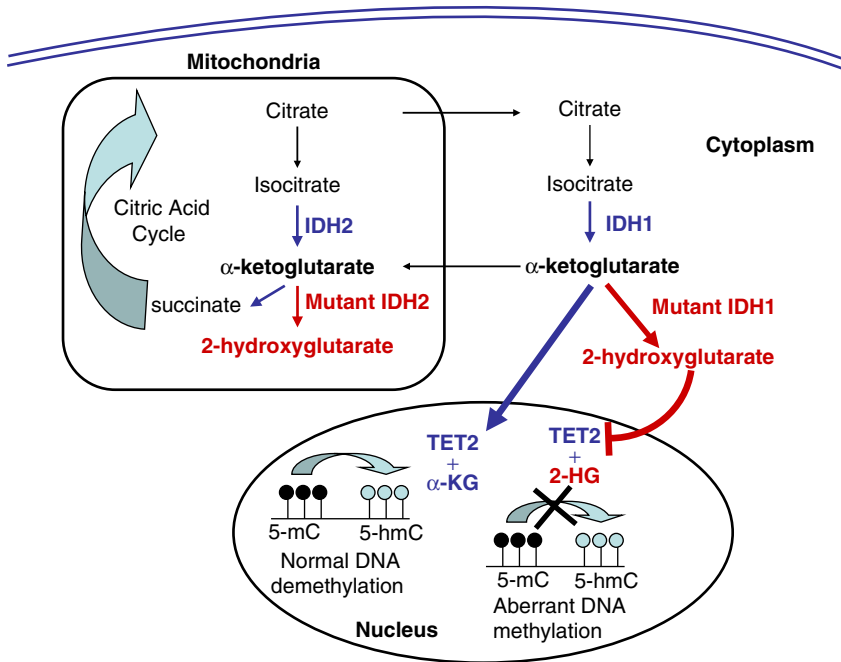 Mitochondria
Citrate
Isocitrate
IDH2
α-ketoglutarate
Citric Acid
Cycle
succinate
Mutant IDH2
2-hydroxyglutarate
Citrate
Cytoplasm
Isocitrate
IDH1
α-ketoglutarate
Mutant IDH1
2-hydroxyglutarate
TET2
+
α-KG
TET2
+
2-HG
5-mC 5-hmC
Normal DNA
demethylation
5-mC 5-hmC
Aberrant DNA
methylation
Nucleus